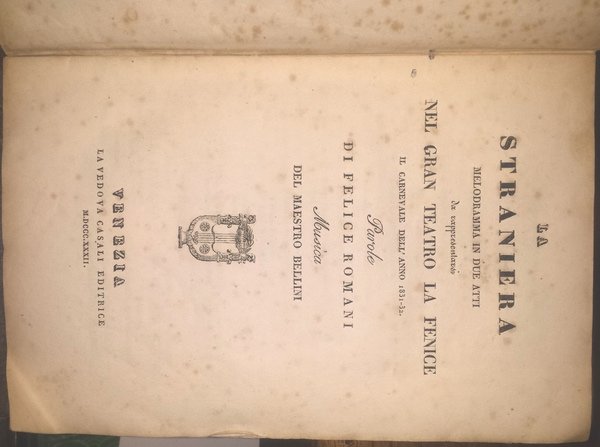 LA
STRANIERA
MELODRAMMA IN DUE ATTI
da rappresentarsi
NEL GRAN TEATRO LA FENICE
IL CARNEVALE DELL' ANNO 1831-32.
Parole
DI FELICE ROMANI
Musica
DEL MAESTRO BELLINI
VENEZIA
LA VEDOVA CASALI EDITRICE
M.DCCC.XXXII.